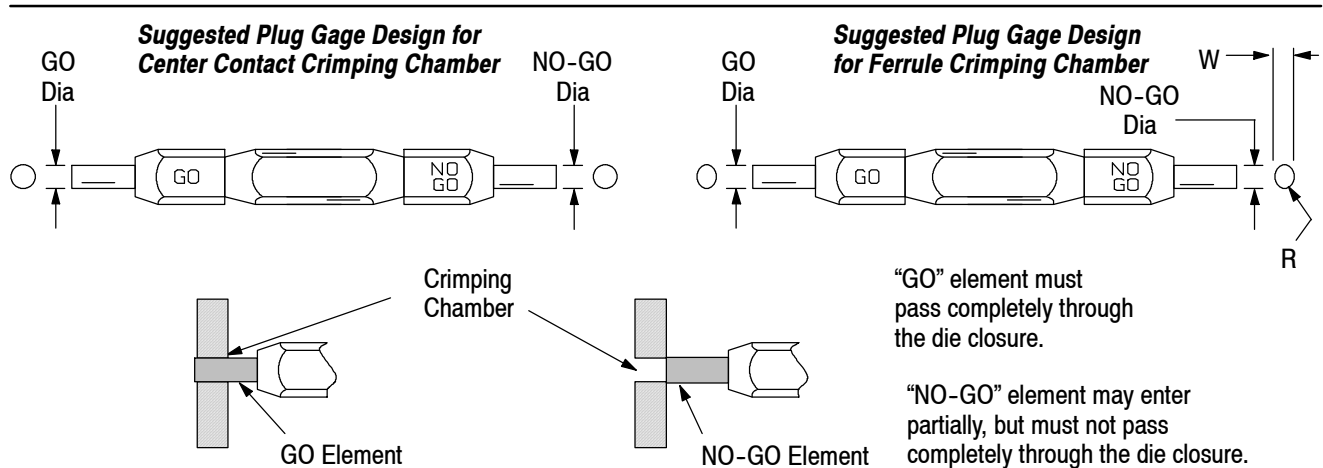 Suggested Plug Gage Design for
Center Contact Crimping Chamber
GO
Dia
NO-GO
Dia
GO
NO
GO
Suggested Plug Gage Design
for Ferrule Crimping Chamber
GO
Dia
W
NO-GO
Dia
GO
NO
GO
R
Crimping
Chamber
GO Element
NO-GO Element
“GO” element must
pass completely through
the die closure.
“NO-GO” element may enter
partially, but must not pass
completely through the die closure.